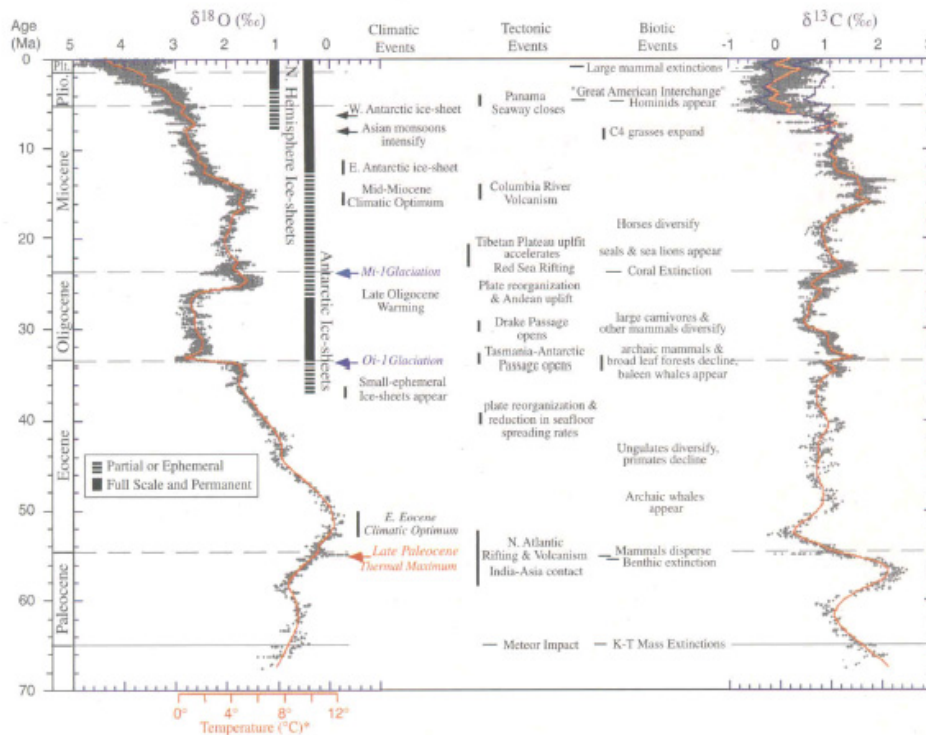 δ18O (‰)
δ13C (‰)
Age
(Ma)
5 4 3 2 1 0
Climatic
Events
Tectonic
Events
Biotic
Events
-1 0 1 2
0
10
20
30
40
50
60
70
Plt.
Plio.
Miocene
Oligocene
Eocene
Paleocene
N. Hemisphere Ice-sheets
Antarctic Ice-sheets
W. Antarctic ice-sheet
Asian monsoons
intensify
E. Antarctic ice-sheet
Mid-Miocene
Climatic Optimum
Mi-1Glaciation
Late Oligocene
Warming
Oi-1Glaciation
Small-ephemeral
Ice-sheets appear
E. Eocene
Climatic Optimum
Late Paleocene
Thermal Maximum
Panama
Seaway closes
Columbia River
Volcanism
Tibetan Plateau uplfit
accelerates
Red Sea Rifting
Plate reorganization
& Andean uplift
Drake Passage
opens
Tasmania-Antarctic
Passage opens
plate reorganization &
reduction in seafloor
spreading rates
N. Atlantic
Rifting & Volcanism
India-Asia contact
Meteor Impact
Large mammal extinctions
"Great American Interchange"
Hominids appear
C4 grasses expand
Horses diversify
seals & sea lions appear
Coral Extinction
large carnivores &
other mammals diversify
archaic mammals &
broad leaf forests decline,
baleen whales appear
Ungulates diversify,
primates decline
Archaic whales
appear
Mammals disperse
Benthic extinction
K-T Mass Extinctions
Partial or Ephemeral
Full Scale and Permanent
0° 4° 8° 12°
Temperature (°C)*